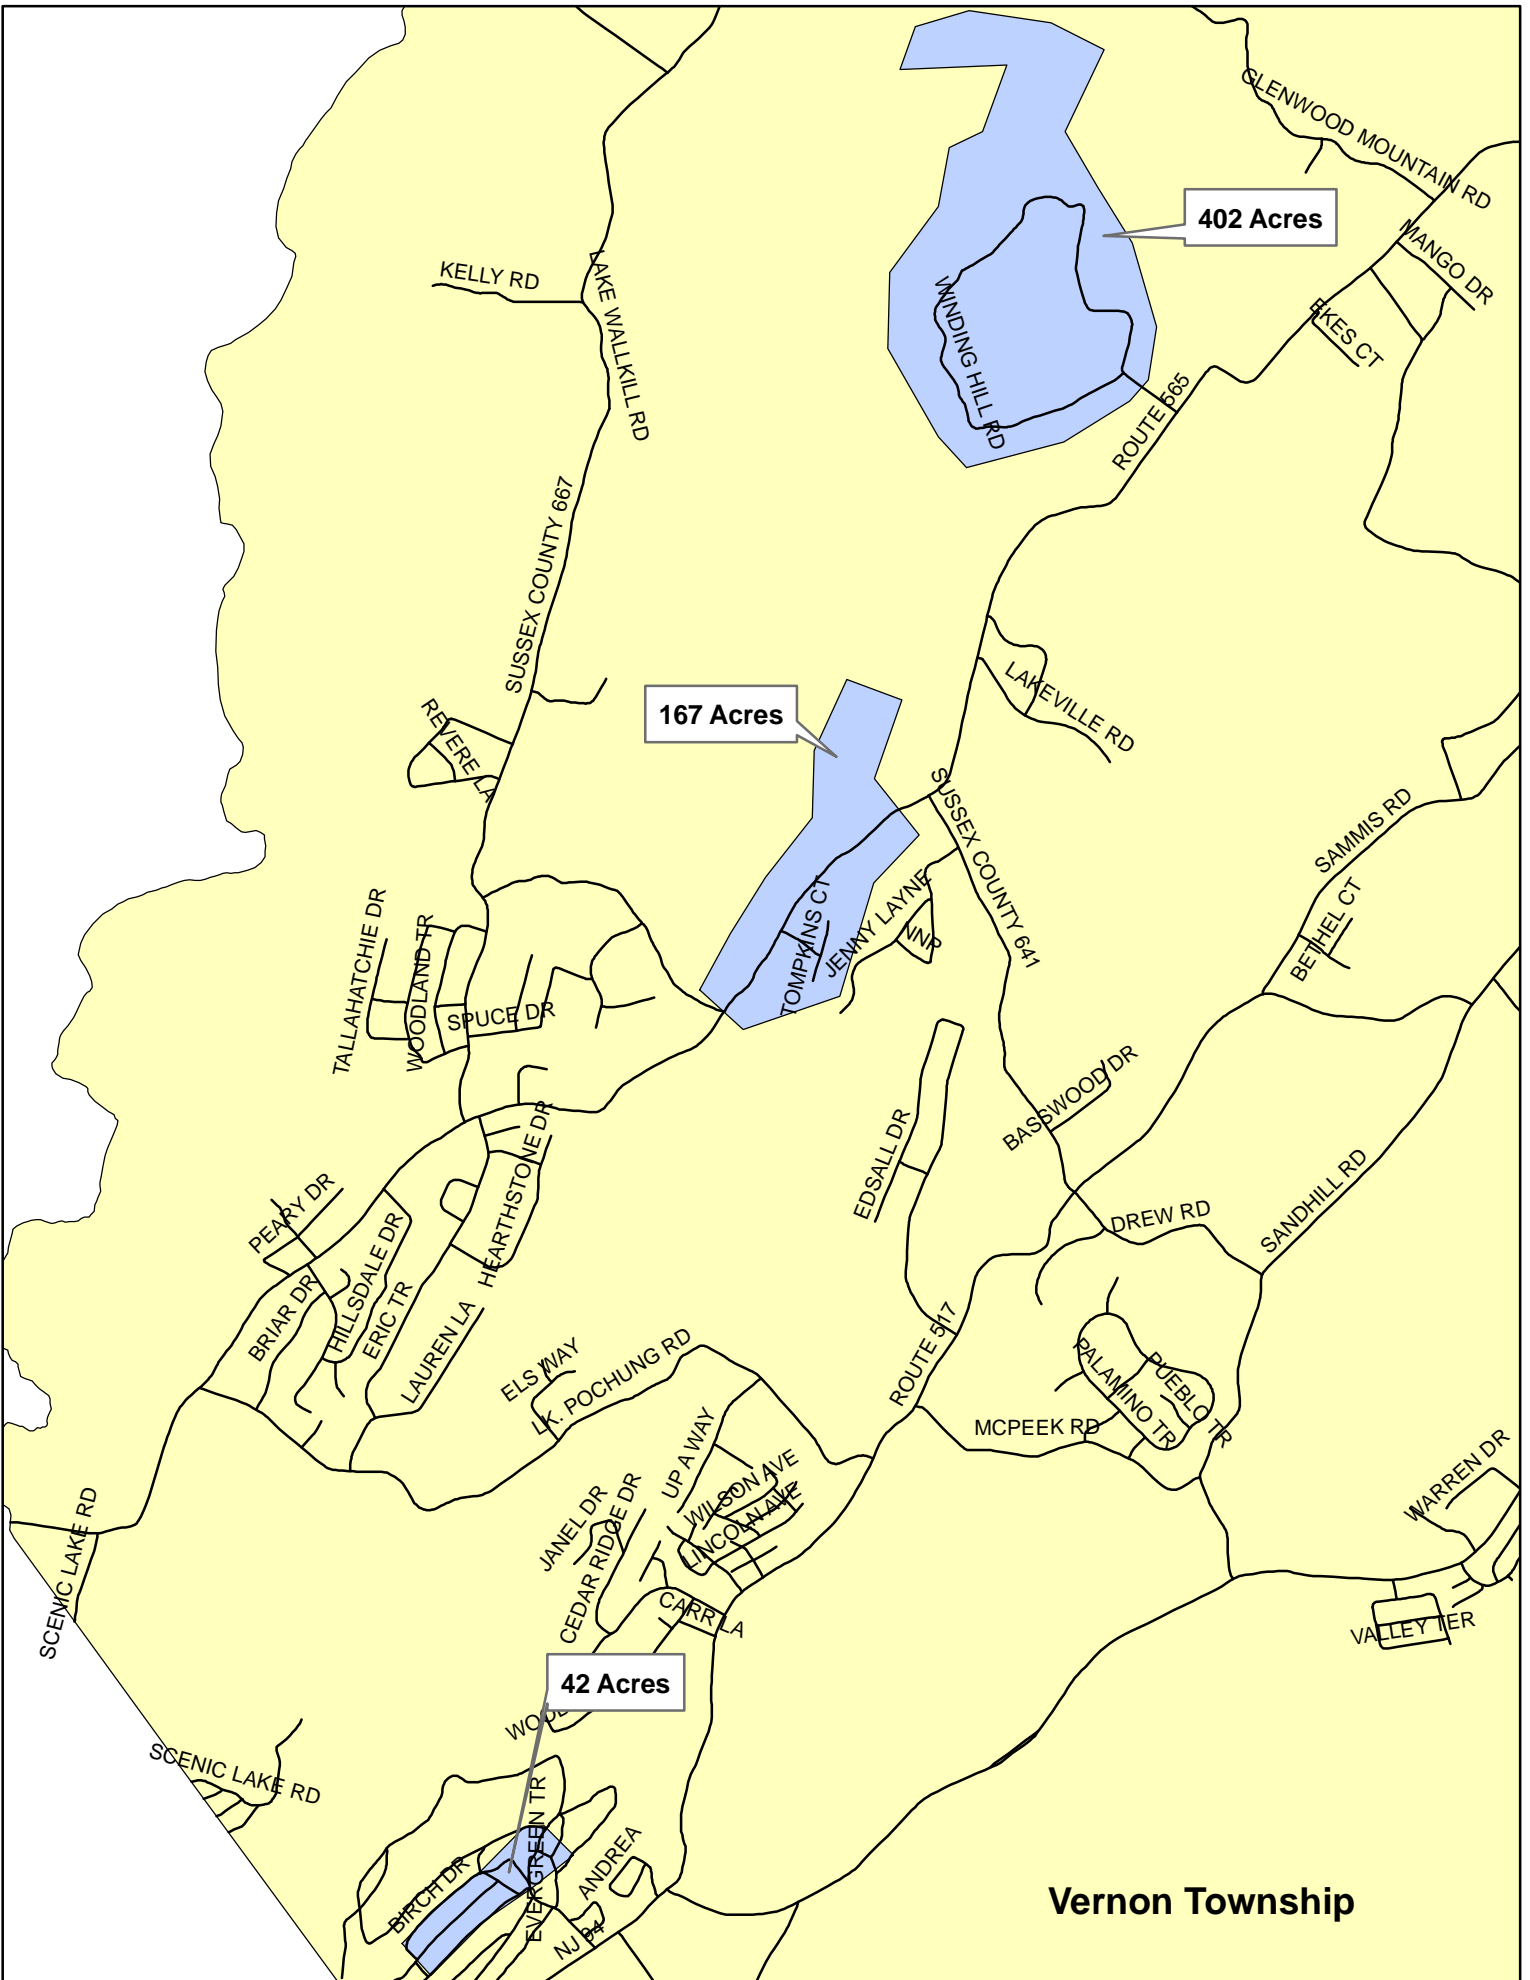 GLENWOOD MOUNTAIN RD
402 Acres
MANGO DR
KELLY RD
LAKE WALLKILL RD
WINDING HILL RD
EKES CT
ROUTE 565
SUSSEX COUNTY 667
LAKEVILLE RD
167 Acres
REVERE LA
SUSSEX COUNTY 641
SAMMIS RD
TALLAHATCHIE DR
WOODLAND TR
TOMPKINS CT
JENNY LAYNE
BETHEL CT
SPUCE DR
BASSWOOD DR
EDSALL DR
HEARTHSTONE DR
PEARY DR
DREW RD
SANDHILL RD
HILLSDALE DR
BRIAR DR
ERIC TR
LAUREN LA
ELS WAY
LK. POCHUNG RD
ROUTE 517
PALAMINO TR
PUEBLO TR
MCPEEK RD
UP A WAY
WILSON AVE
LINCOLN AVE
WARREN DR
JANEL DR
CEDAR RIDGE DR
SCENIC LAKE RD
CARR LA
VALLEY TER
42 Acres
SCENIC LAKE RD
EVERGREEN TR
ANDREA
BIRCH DR
NJ 94
Vernon Township